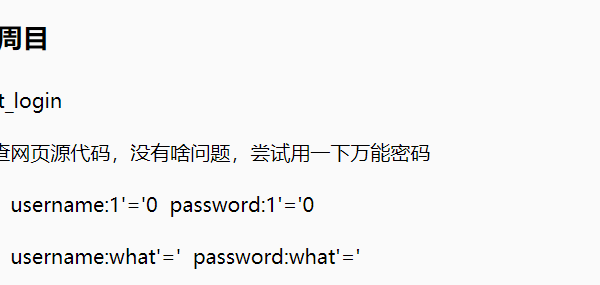 周目
t_login
查网页源代码，没有啥问题，尝试用一下万能密码
username:1'='0  password:1'='0
username:what'='  password:what'='